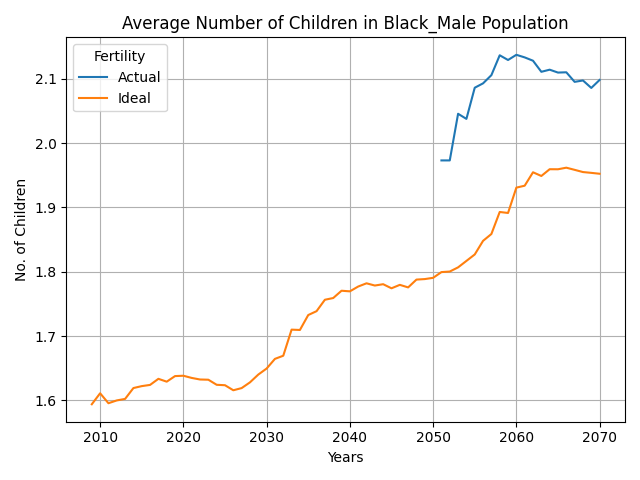 Average Number of Children in Black_Male Population
Fertility
Actual
Ideal
No. of Children
2.1
2.0
1.9
1.8
1.7
1.6
2010 2020 2030 2040 2050 2060 2070
Years